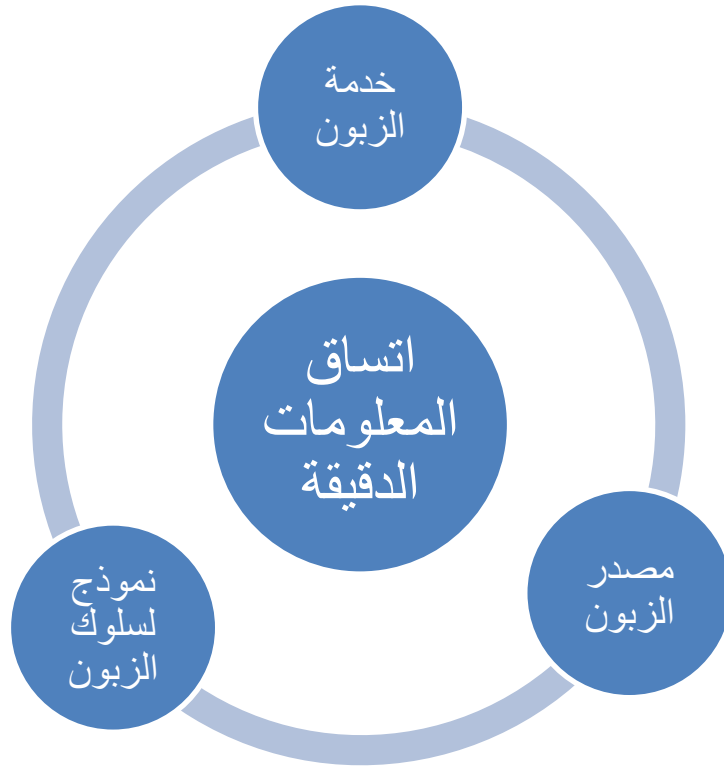 خدمة
الزبون
اتساق
المعلومات
الدقيقة
مصدر
الزبون
نموذج
لسلوك
الزبون